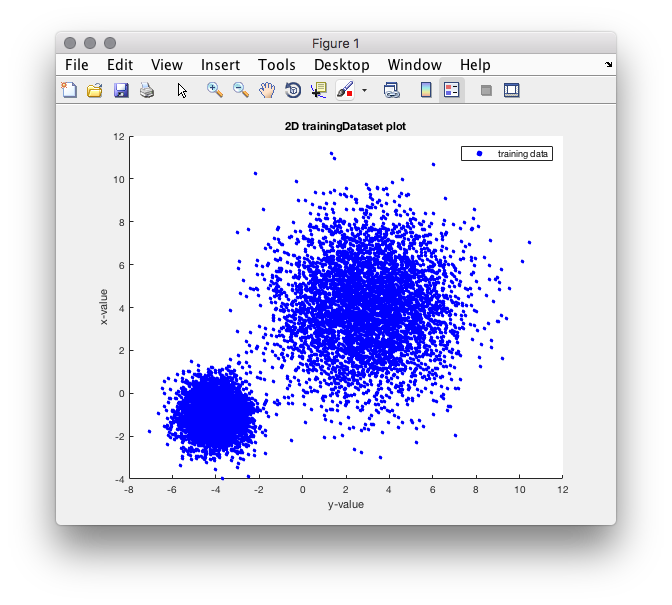 Figure 1
File Edit View Insert Tools Desktop Window Help
2D trainingDataset plot
training data
12
10
8
6
4
2
0
-2
-4
x-value
-8 -6 -4 -2 0 2 4 6 8 10 12
y-value